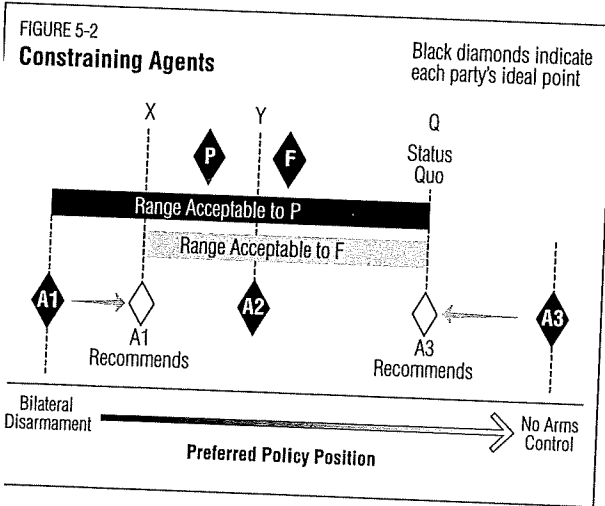 FIGURE 5-2
Constraining Agents
Black diamonds indicate
each party's ideal point
X
Y
Q
P
F
Status
Quo
Range Acceptable to P
Range Acceptable to F
A1
A2
A3
A1
Recommends
A3
Recommends
Bilateral
Disarmament
No Arms
Control
Preferred Policy Position